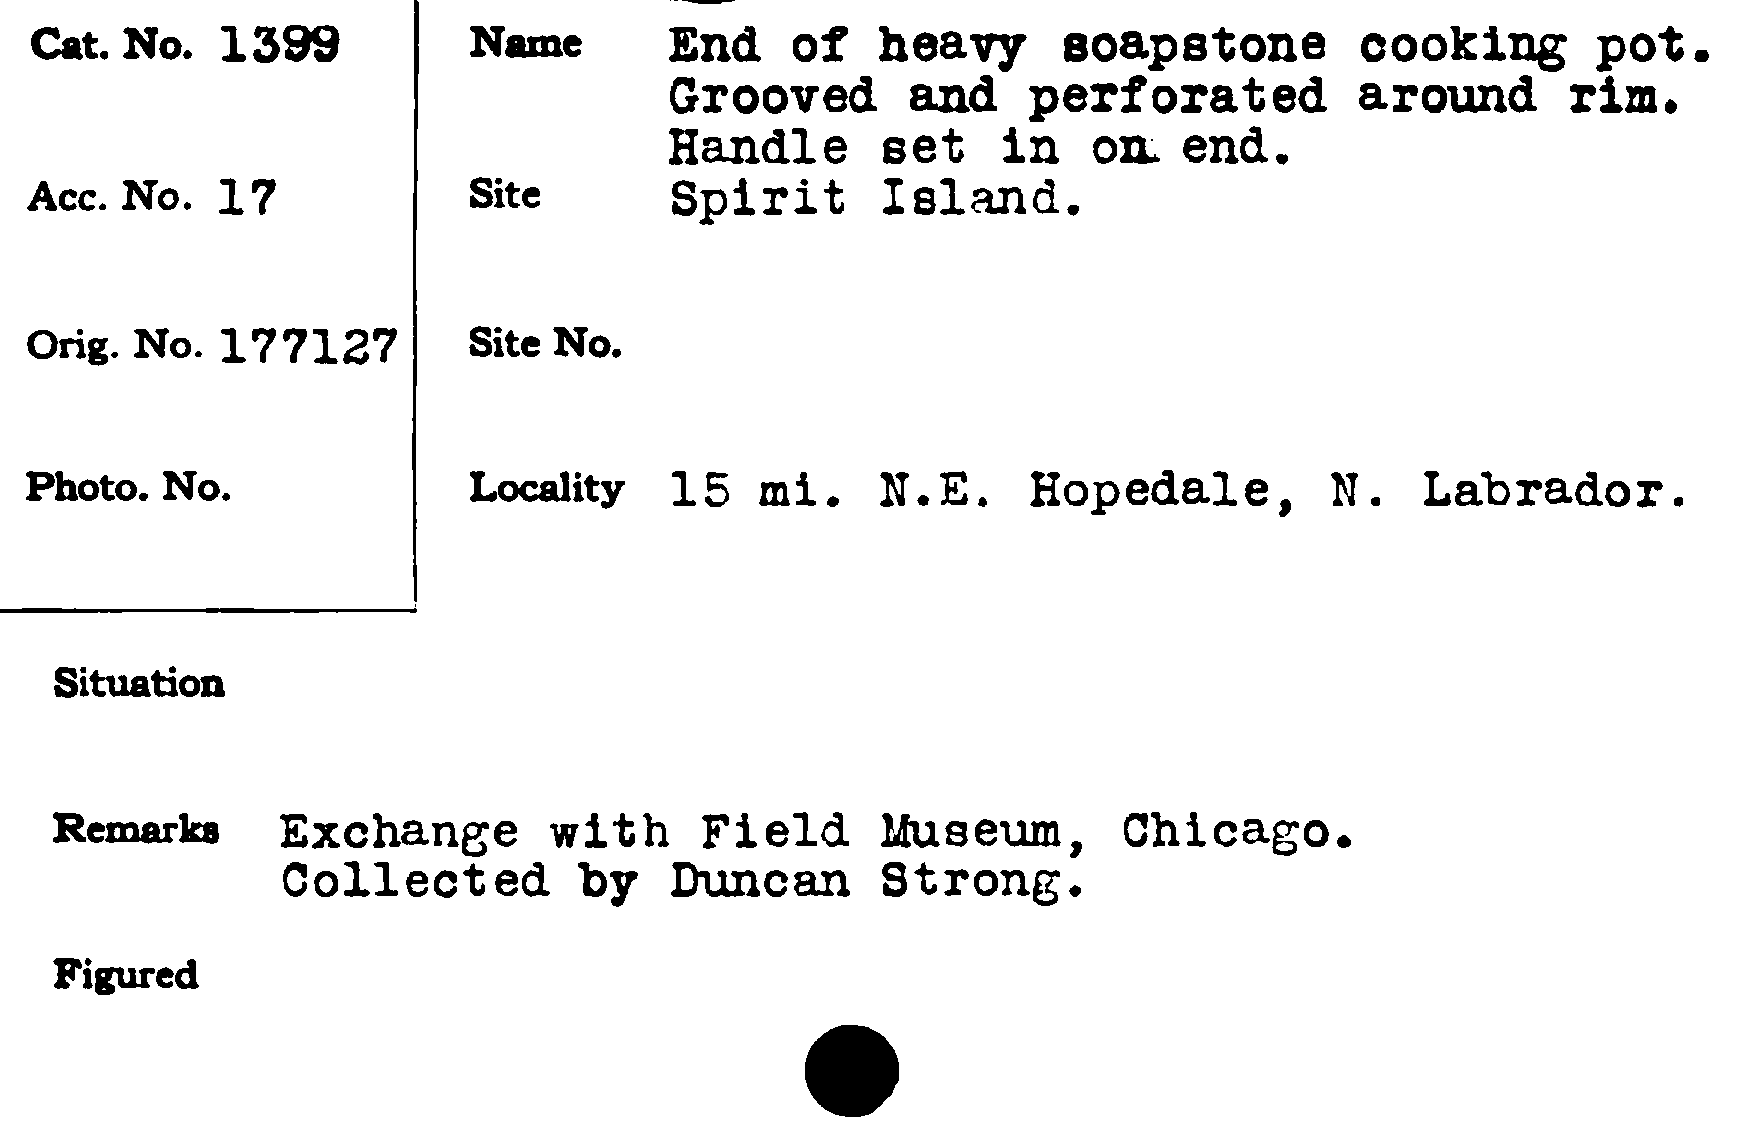 Cat. No. 1399
Name End of heavy soapstone cooking pot.
Grooved and perforated around rim.
Handle set in on end.
Acc. No. 17
Site Spirit Island.
Orig. No. 177127
Site No.
Photo. No.
Locality 15 mi. N.E. Hopedale, N. Labrador.
Situation
Remarks Exchange with Field Museum, Chicago.
Collected by Duncan Strong.
Figured